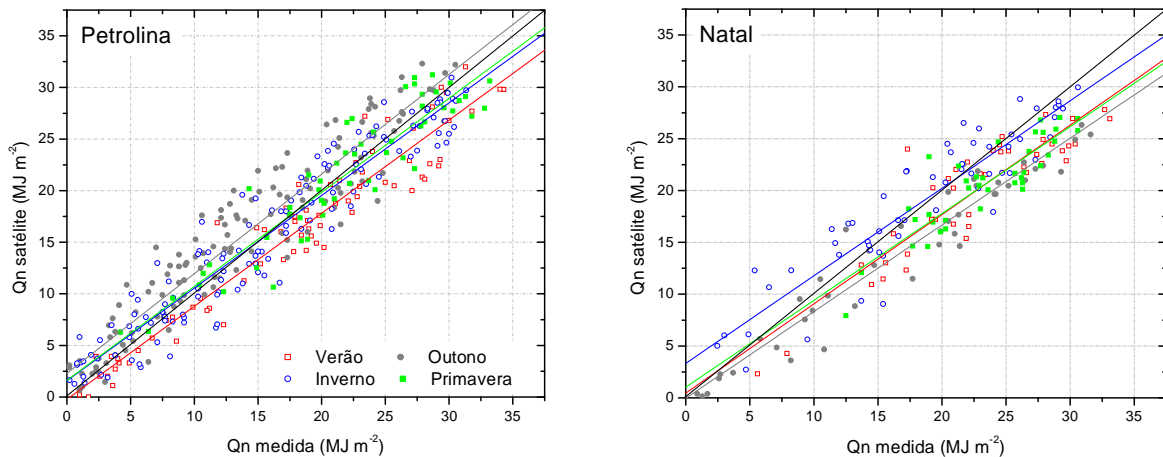 Petrolina
35
30
25
20
15
10
5
0
Qn satélite (MJ m-2)
Verão
Outono
Inverno
Primavera
0 5 10 15 20 25 30 35
Qn medida (MJ m-2)
Natal
35
30
25
20
15
10
5
0
Qn satélite (MJ m-2)
0 5 10 15 20 25 30 35
Qn medida (MJ m-2)